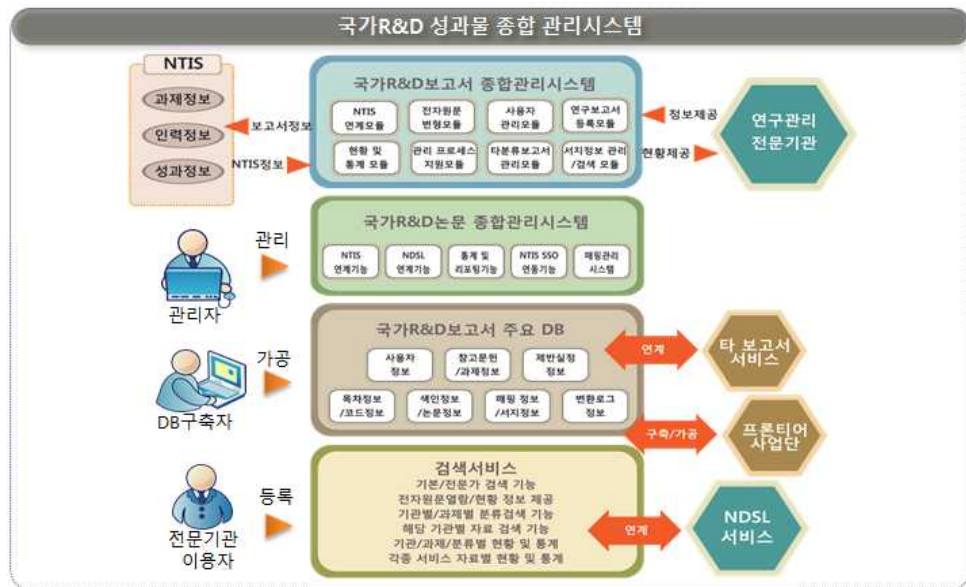 국가R&D 성과물 종합 관리시스템
NTIS
과제정보
인력정보
성과정보
보고서정보
NTIS정보
국가R&D보고서 종합관리시스템
NTIS
연계모듈
전자원문
변형모듈
사용자
관리모듈
연구보고서
등록모듈
현황 및
통계 모듈
관리 프로세스
지원모듈
타분류보고서
관리모듈
서지정보 관리
/검색 모듈
정보제공
현황제공
연구관리
전문기관
관리
관리자
국가R&D논문 종합관리시스템
NTIS
연계기능
NDSL
연계기능
통계 및
리포팅기능
NTIS SSO
연동기능
매핑관리
시스템
가공
DB구축자
국가R&D보고서 주요 DB
사용자
정보
참고문헌
/과제정보
제반설정
정보
목차정보
/코드정보
색인정보
/논문정보
매핑 정보
/서지정보
변환로그
정보
연계
타 보고서
서비스
구축/가공
프론티어
사업단
등록
전문기관
이용자
검색서비스
기본/전문가 검색 기능
전자원문열람/현황 정보 제공
기관별/과제별 분류검색 기능
해당 기관별 자료 검색 기능
기관/과제/분류별 현황 및 통계
각종 서비스 자료별 현황 및 통계
연계
NDSL
서비스